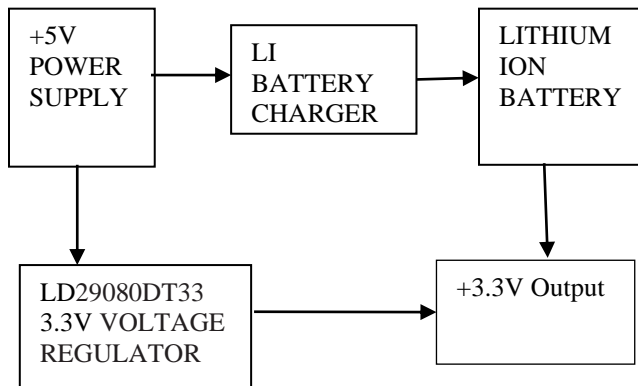 +5V
POWER
SUPPLY
LI
BATTERY
CHARGER
LITHIUM
ION
BATTERY
LD29080DT33
3.3V VOLTAGE
REGULATOR
+3.3V Output